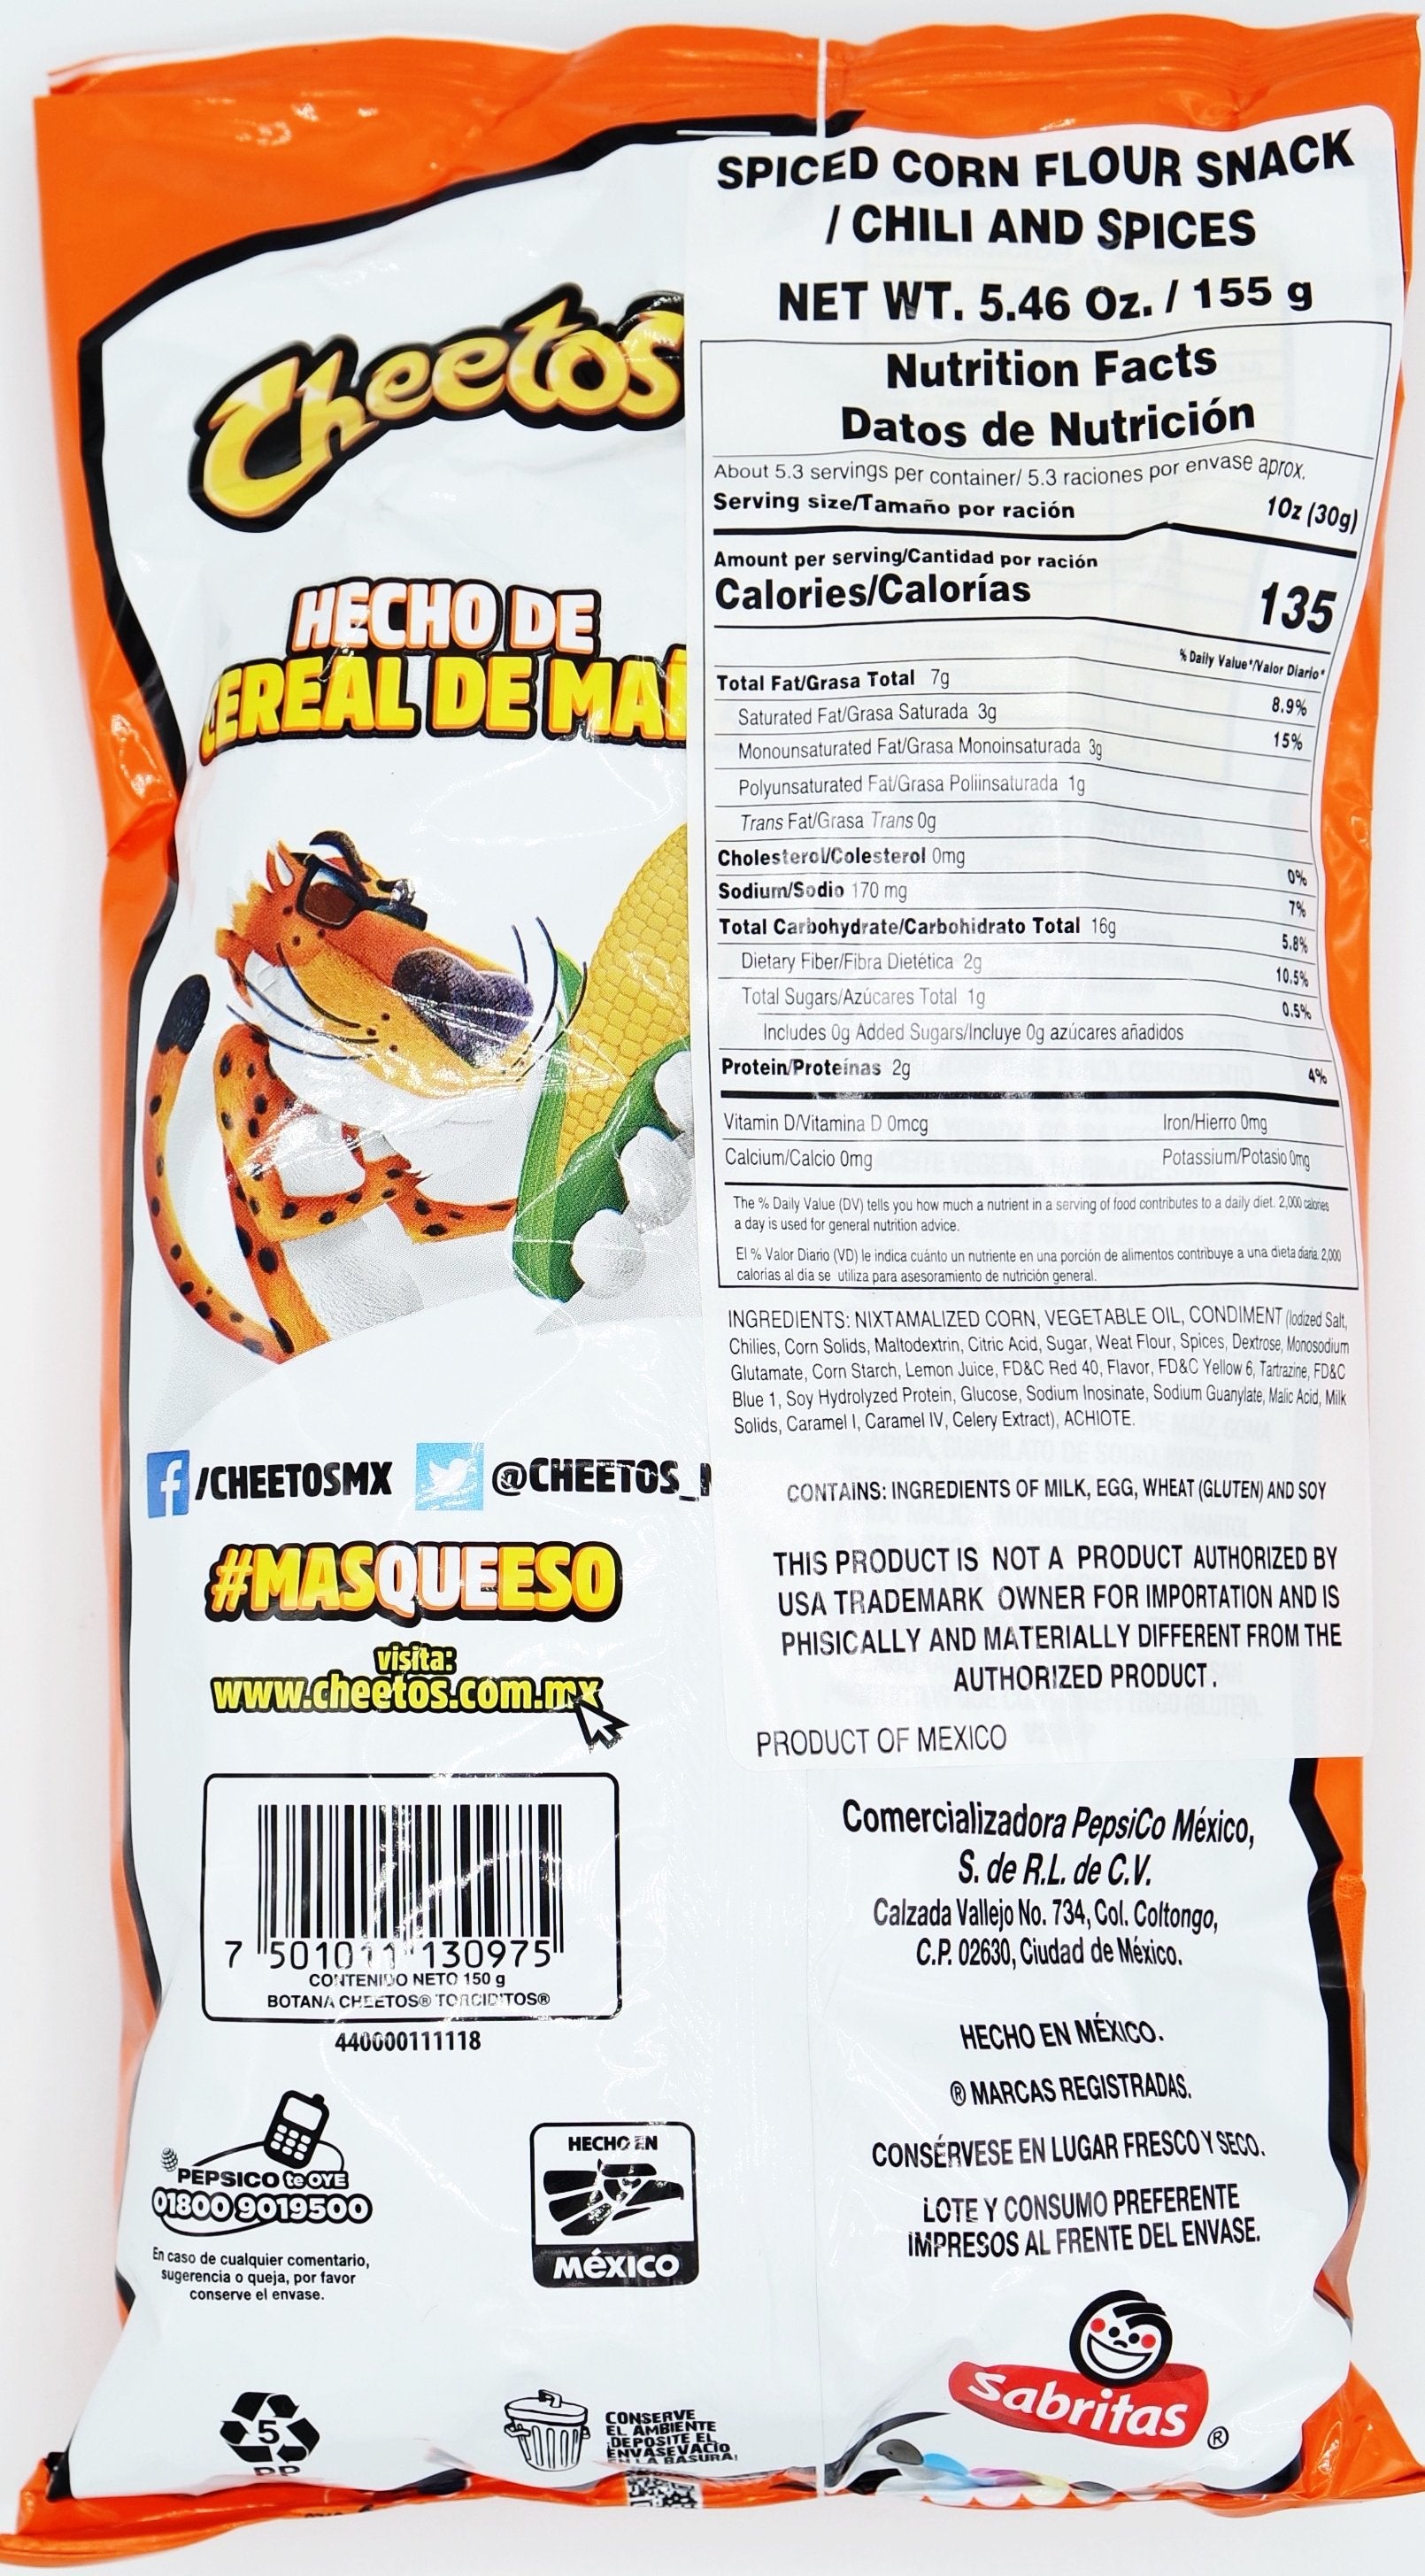 Cheetos
HECHO DE
CEREAL DE MAÍ
/CHEETOSMX
@CHEETOS_
#MASQUEESO
visita:
www.cheetos.com.mx
7 501011 130975
CONTENIDO NETO 150 g
BOTANA CHEETOS® TORCIDITOS®
440000111118
PEPSICO te OYE
01800 9019500
En caso de cualquier comentario,
sugerencia o queja, por favor
conserve el envase.
HECHO EN
MéXICO
5
PP
CONSERVE
EL AMBIENTE
¡DEPOSITE EL
ENVASE VACÍO
EN LA BASURA!
SPICED CORN FLOUR SNACK
/ CHILI AND SPICES
NET WT. 5.46 Oz. / 155 g
Nutrition Facts
Datos de Nutrición
About 5.3 servings per container/ 5.3 raciones por envase aprox.
Serving size/Tamaño por ración 1Oz (30g)
Amount per serving/Cantidad por ración
Calories/Calorías 135
% Daily Value*/Valor Diario*
Total Fat/Grasa Total 7g 8.9%
Saturated Fat/Grasa Saturada 3g 15%
Monounsaturated Fat/Grasa Monoinsaturada 3g
Polyunsaturated Fat/Grasa Poliinsaturada 1g
Trans Fat/Grasa Trans 0g
Cholesterol/Colesterol 0mg 0%
Sodium/Sodio 170 mg 7%
Total Carbohydrate/Carbohidrato Total 16g 5.8%
Dietary Fiber/Fibra Dietética 2g 10.5%
Total Sugars/Azúcares Total 1g 0.5%
Includes 0g Added Sugars/Incluye 0g azúcares añadidos
Protein/Proteínas 2g 4%
Vitamin D/Vitamina D 0mcg Iron/Hierro 0mg
Calcium/Calcio 0mg Potassium/Potasio 0mg
The % Daily Value (DV) tells you how much a nutrient in a serving of food contributes to a daily diet. 2,000 calories
a day is used for general nutrition advice.
El % Valor Diario (VD) le indica cuánto un nutriente en una porción de alimentos contribuye a una dieta diaria. 2,000
calorias al día se utiliza para asesoramiento de nutrición general.
INGREDIENTS: NIXTAMALIZED CORN, VEGETABLE OIL, CONDIMENT (Iodized Salt,
Chilies, Corn Solids, Maltodextrin, Citric Acid, Sugar, Weat Flour, Spices, Dextrose, Monosodium
Glutamate, Corn Starch, Lemon Juice, FD&C Red 40, Flavor, FD&C Yellow 6, Tartrazine, FD&C
Blue 1, Soy Hydrolyzed Protein, Glucose, Sodium Inosinate, Sodium Guanylate, Malic Acid, Milk
Solids, Caramel I, Caramel IV, Celery Extract), ACHIOTE.
CONTAINS: INGREDIENTS OF MILK, EGG, WHEAT (GLUTEN) AND SOY
THIS PRODUCT IS NOT A PRODUCT AUTHORIZED BY
USA TRADEMARK OWNER FOR IMPORTATION AND IS
PHISICALLY AND MATERIALLY DIFFERENT FROM THE
AUTHORIZED PRODUCT.
PRODUCT OF MEXICO
Comercializadora PepsiCo México,
S. de R.L. de C.V.
Calzada Vallejo No. 734, Col. Coltongo,
C.P. 02630, Ciudad de México.
HECHO EN MÉXICO.
® MARCAS REGISTRADAS.
CONSÉRVESE EN LUGAR FRESCO Y SECO.
LOTE Y CONSUMO PREFERENTE
IMPRESOS AL FRENTE DEL ENVASE.
Sabritas ®